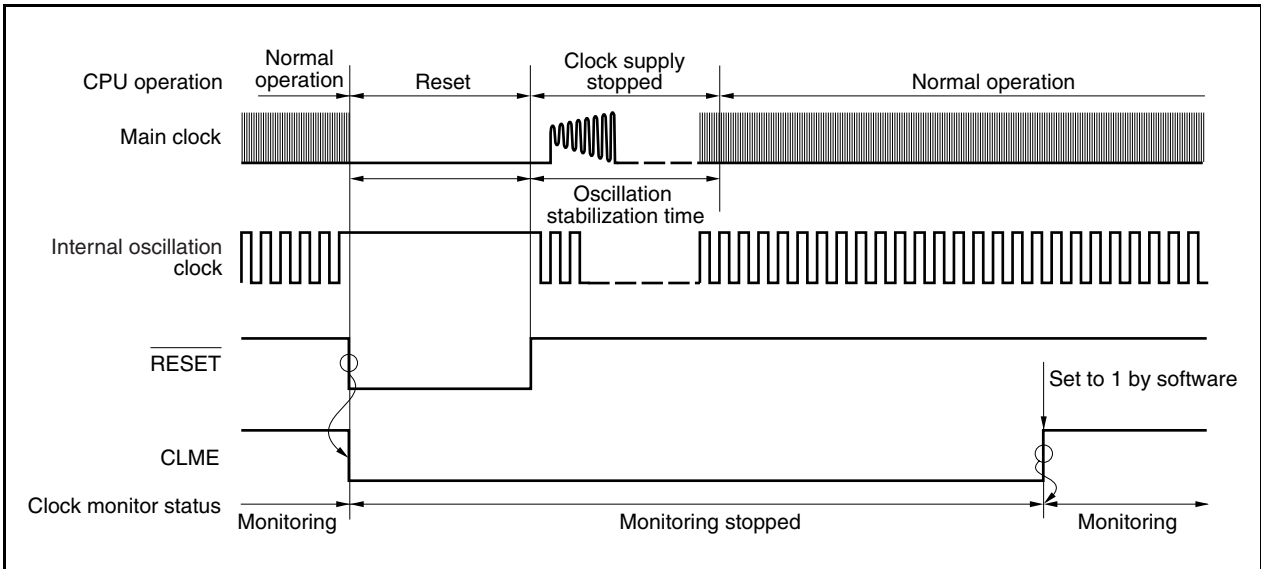 Normal
operation
Clock supply
stopped
CPU operation
Reset
Normal operation
Main clock
Oscillation
stabilization time
Internal oscillation
clock
RESET
Set to 1 by software
CLME
Clock monitor status
Monitoring
Monitoring stopped
Monitoring